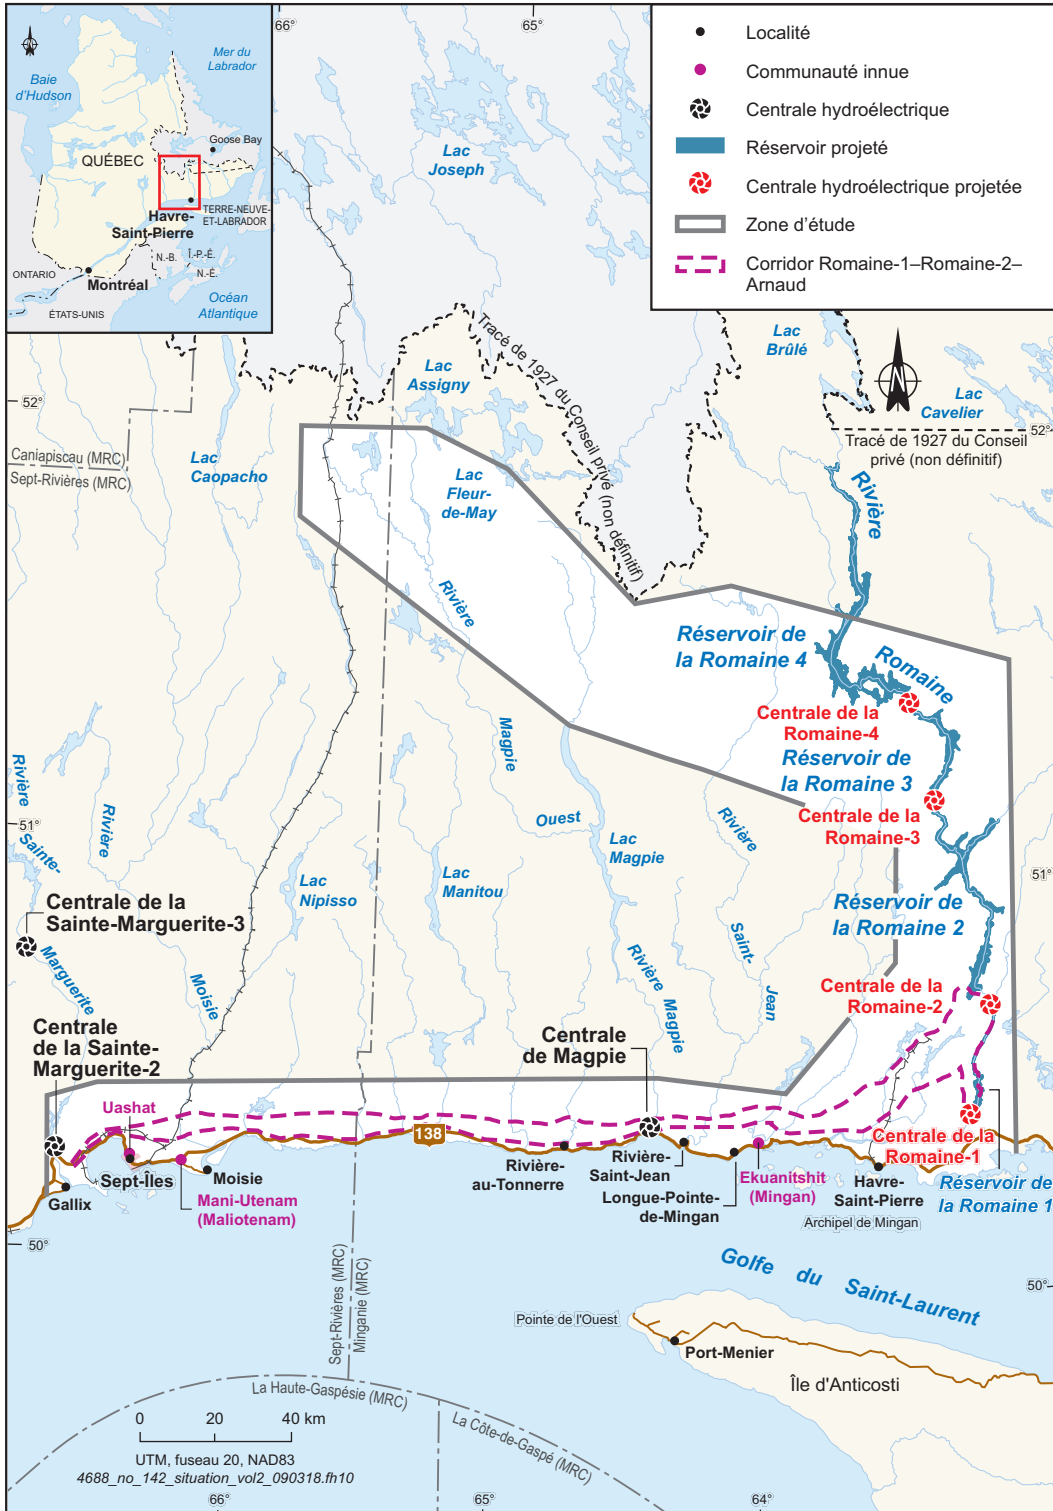 66°
65°
Baie
d'Hudson
Mer du
Labrador
Goose Bay
QUÉBEC
Havre-
Saint-Pierre
TERRE-NEUVE-
ET-LABRADOR
N.-B.
Î.-P.-É.
N.-É.
ONTARIO
Montréal
ÉTATS-UNIS
Océan
Atlantique
Localité
Communauté innue
Centrale hydroélectrique
Réservoir projeté
Centrale hydroélectrique projetée
Zone d'étude
Corridor Romaine-1–Romaine-2–
Arnaud
Lac
Joseph
Lac
Brûlé
Lac
Assigny
Lac
Cavelier
Tracé de 1927 du Conseil privé (non définitif)
52°
52°
Tracé de 1927 du Conseil
privé (non définitif)
Caniapiscau (MRC)
Sept-Rivières (MRC)
Lac
Caopacho
Lac
Fleur-
de-May
Rivière
Romaine
Réservoir de
la Romaine 4
Centrale de la
Romaine-4
Réservoir de
la Romaine 3
Centrale de la
Romaine-3
Rivière
Magpie
Ouest
Lac
Magpie
Rivière
Saint-
Jean
Rivière
Sainte-
Marguerite
Rivière
Moisie
51°
51°
Lac
Nipisso
Lac
Manitou
Centrale de la
Sainte-Marguerite-3
Réservoir de
la Romaine 2
Centrale de la
Romaine-2
Rivière Magpie
Centrale
de la Sainte-
Marguerite-2
Centrale
de Magpie
Uashat
138
Sept-Îles
Moisie
Mani-Utenam
(Maliotenam)
Gallix
Rivière-
au-Tonnerre
Rivière-
Saint-Jean
Longue-Pointe-
de-Mingan
Ekuanitshit
(Mingan)
Havre-
Saint-Pierre
Centrale de la
Romaine-1
Réservoir de
la Romaine 1
Archipel de Mingan
50°
50°
Golfe du Saint-Laurent
Sept-Rivières (MRC)
Minganie (MRC)
Pointe de l'Ouest
Port-Menier
Île d'Anticosti
La Haute-Gaspésie (MRC)
La Côte-de-Gaspé (MRC)
0 20 40 km
UTM, fuseau 20, NAD83
4688_no_142_situation_vol2_090318.fh10
66°
65°
64°